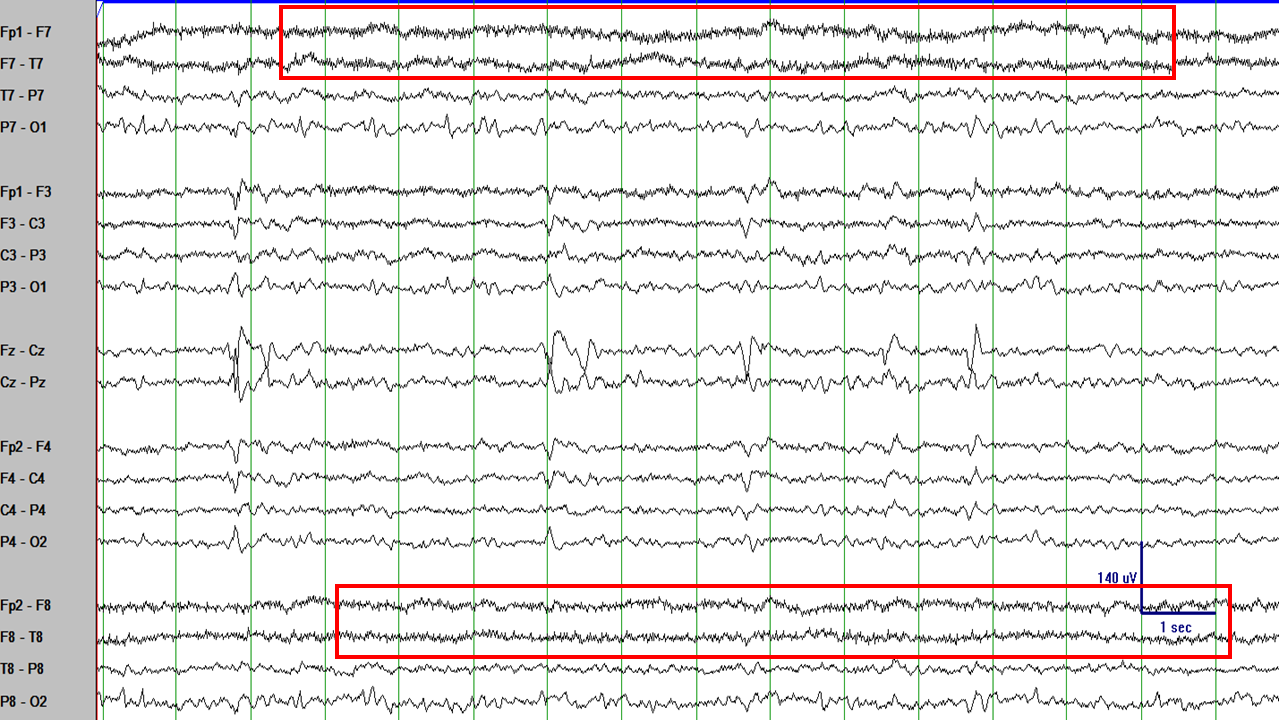 Fp1 - F7
F7 - T7
T7 - P7
P7 - O1
Fp1 - F3
F3 - C3
C3 - P3
P3 - O1
Fz - Cz
Cz - Pz
Fp2 - F4
F4 - C4
C4 - P4
P4 - O2
140 uV
Fp2 - F8
1 sec
F8 - T8
T8 - P8
P8 - O2